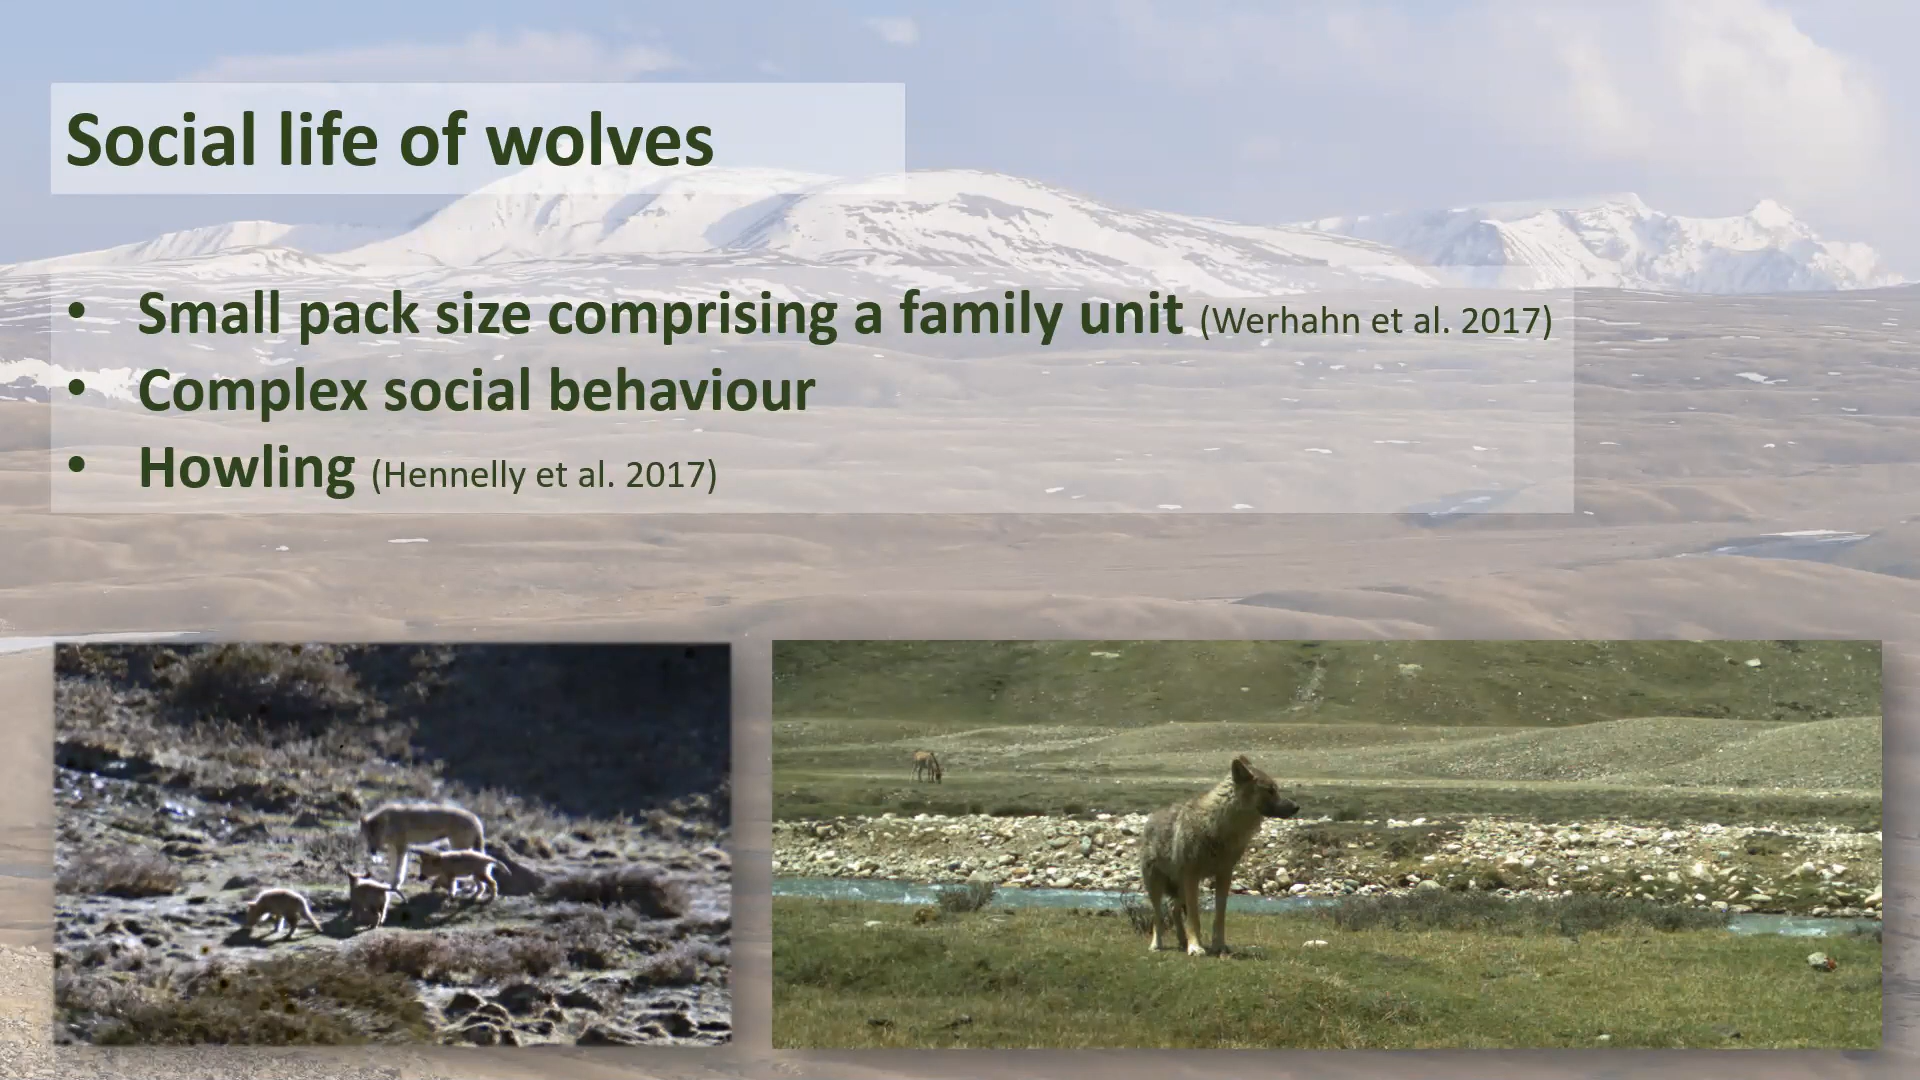 Social life of wolves
• Small pack size comprising a family unit (Werhahn et al. 2017)
• Complex social behaviour
• Howling (Hennelly et al. 2017)